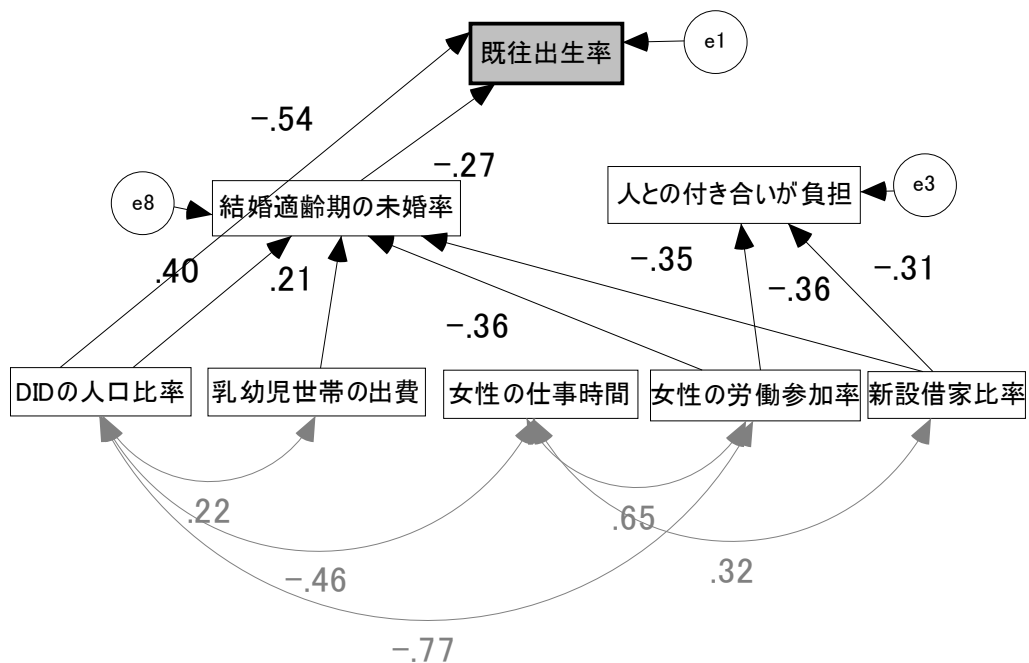 既往出生率
e1
-.54
-.27
e8
結婚適齢期の未婚率
人との付き合いが負担
e3
.40
.21
-.36
-.35
-.36
-.31
DIDの人口比率
乳幼児世帯の出費
女性の仕事時間
女性の労働参加率
新設借家比率
.22
.65
.32
-.46
-.77